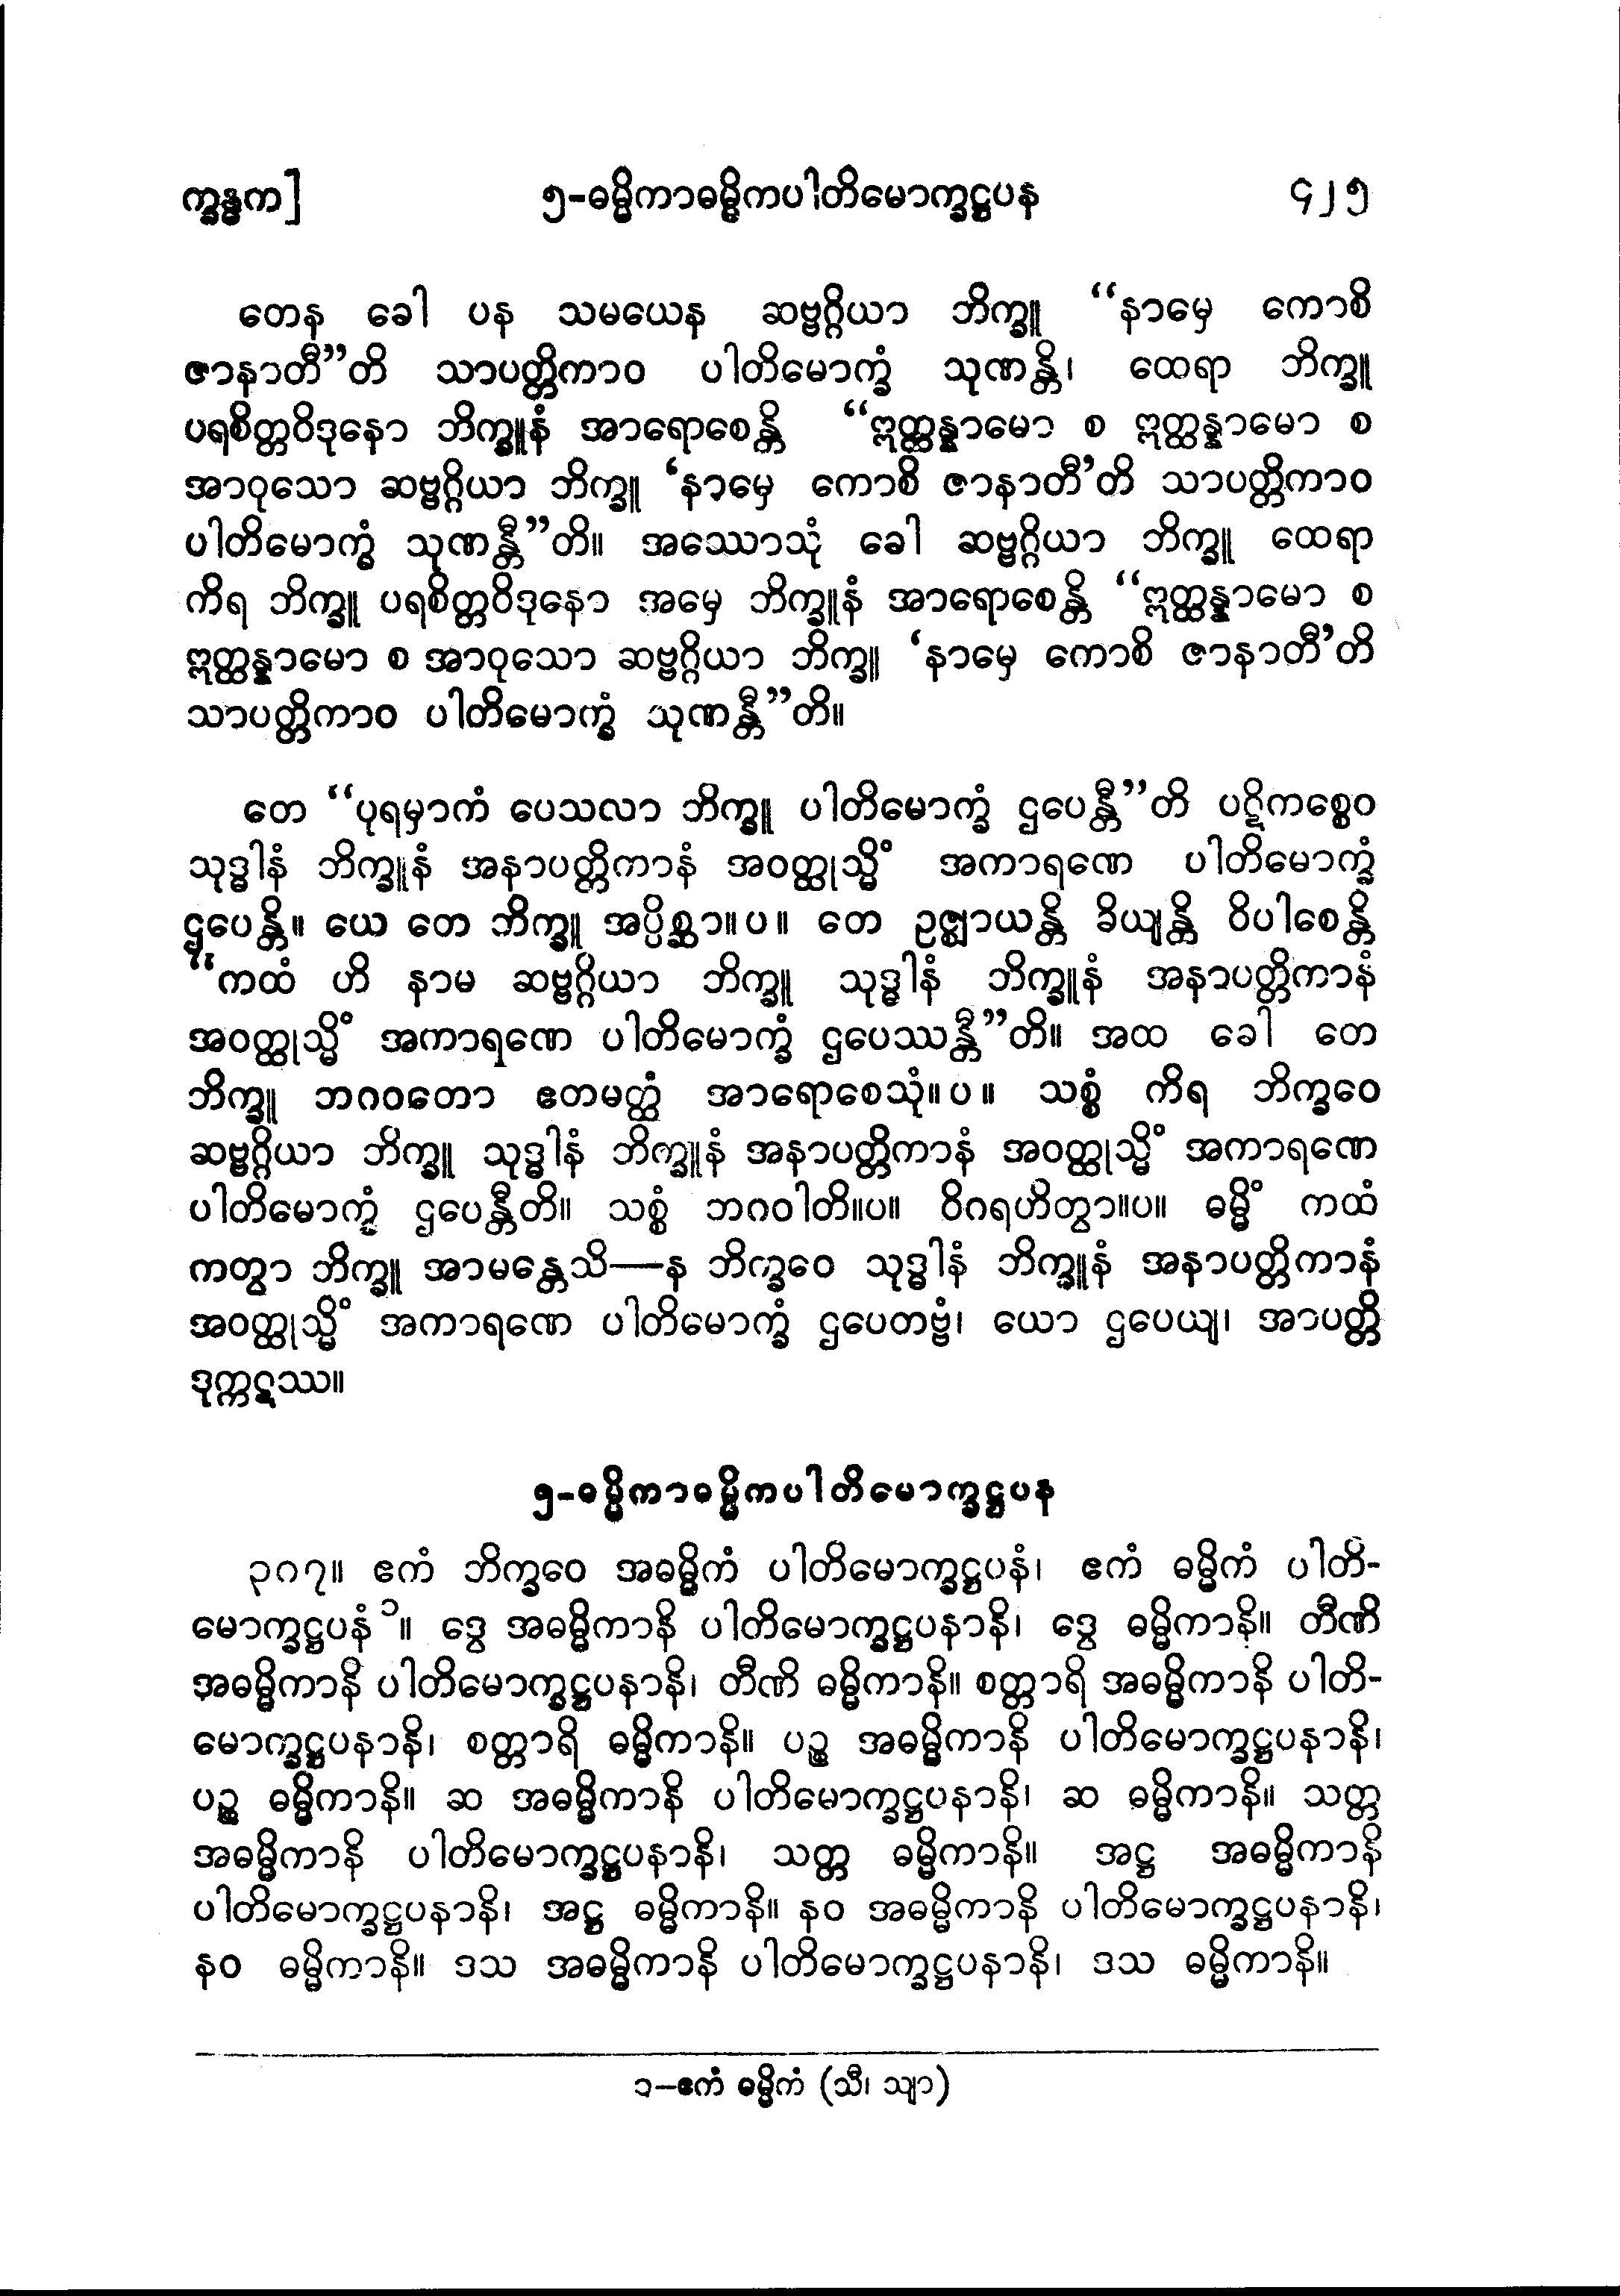 က္ခန္ဓက]	၅-ဓမ္မိကာဓမ္မိကပါတိမောက္ခဋ္ဌပန	၄၂၅
တေန ခေါ ပန သမယေန ဆဗ္ဗဂ္ဂိယာ ဘိက္ခူ “နာမှေ ကောစိ
ဇာနာတီ”တိ သာပတ္တိကာဝ ပါတိမောက္ခံ သုဏန္တိ၊ ထေရာ ဘိက္ခူ
ပရစိတ္တဝိဒုနော ဘိက္ခူနံ အာရောစေန္တိ “ဣတ္ထန္နာမော စ ဣတ္ထန္နာမော စ
အာဝုသော ဆဗ္ဗဂ္ဂိယာ ဘိက္ခူ ‘နာမှေ ကောစိ ဇာနာတီ’တိ သာပတ္တိကာဝ
ပါတိမောက္ခံ သုဏန္တီ”တိ။ အဿောသုံ ခေါ ဆဗ္ဗဂ္ဂိယာ ဘိက္ခူ ထေရာ
ကိရ ဘိက္ခူ ပရစိတ္တဝိဒုနော အမှေ ဘိက္ခူနံ အာရောစေန္တိ “ဣတ္ထန္နာမော စ
ဣတ္ထန္နာမော စ အာဝုသော ဆဗ္ဗဂ္ဂိယာ ဘိက္ခူ ‘နာမှေ ကောစိ ဇာနာတီ’တိ
သာပတ္တိကာဝ ပါတိမောက္ခံ သုဏန္တီ”တိ။
တေ “ပုရမှာကံ ပေသလာ ဘိက္ခူ ပါတိမောက္ခံ ဌပေန္တီ”တိ ပဋိကစ္စေဝ
သုဒ္ဓါနံ ဘိက္ခူနံ အနာပတ္တိကာနံ အဝတ္ထုသ္မိံ အကာရဏေ ပါတိမောက္ခံ
ဌပေန္တိ။ ယေ တေ ဘိက္ခူ အပ္ပိစ္ဆာ။ပ။ တေ ဥဇ္ဈာယန္တိ ခိယျန္တိ ဝိပါစေန္တိ
“ကထံ ဟိ နာမ ဆဗ္ဗဂ္ဂိယာ ဘိက္ခူ သုဒ္ဓါနံ ဘိက္ခူနံ အနာပတ္တိကာနံ
အဝတ္ထုသ္မိံ အကာရဏေ ပါတိမောက္ခံ ဌပေဿန္တီ”တိ။ အထ ခေါ တေ
ဘိက္ခူ ဘဂဝတော ဧတမတ္ထံ အာရောစေသုံ။ပ။ သစ္စံ ကိရ ဘိက္ခဝေ
ဆဗ္ဗဂ္ဂိယာ ဘိက္ခူ သုဒ္ဓါနံ ဘိက္ခူနံ အနာပတ္တိကာနံ အဝတ္ထုသ္မိံ အကာရဏေ
ပါတိမောက္ခံ ဌပေန္တီတိ။ သစ္စံ ဘဂဝါတိ။ပ။ ဝိဂရဟိတွာ။ပ။ ဓမ္မိံ ကထံ
ကတွာ ဘိက္ခူ အာမန္တေသိ—န ဘိက္ခဝေ သုဒ္ဓါနံ ဘိက္ခူနံ အနာပတ္တိကာနံ
အဝတ္ထုသ္မိံ အကာရဏေ ပါတိမောက္ခံ ဌပေတဗ္ဗံ၊ ယော ဌပေယျ၊ အာပတ္တိ
ဒုက္ကဋဿ။
၅-ဓမ္မိကာဓမ္မိကပါတိမောက္ခဋ္ဌပန
၃၈၇။ ဧကံ ဘိက္ခဝေ အဓမ္မိကံ ပါတိမောက္ခဋ္ဌပနံ၊ ဧကံ ဓမ္မိကံ ပါတိ-
မောက္ခဋ္ဌပနံ၁။ ဒွေ အဓမ္မိကာနိ ပါတိမောက္ခဋ္ဌပနာနိ၊ ဒွေ ဓမ္မိကာနိ။ တီဏိ
အဓမ္မိကာနိ ပါတိမောက္ခဋ္ဌပနာနိ၊ တီဏိ ဓမ္မိကာနိ။ စတ္တာရိ အဓမ္မိကာနိ ပါတိ-
မောက္ခဋ္ဌပနာနိ၊ စတ္တာရိ ဓမ္မိကာနိ။ ပဉ္စ အဓမ္မိကာနိ ပါတိမောက္ခဋ္ဌပနာနိ၊
ပဉ္စ ဓမ္မိကာနိ။ ဆ အဓမ္မိကာနိ ပါတိမောက္ခဋ္ဌပနာနိ၊ ဆ ဓမ္မိကာနိ။ သတ္တ
အဓမ္မိကာနိ ပါတိမောက္ခဋ္ဌပနာနိ၊ သတ္တ ဓမ္မိကာနိ။ အဋ္ဌ အဓမ္မိကာနိ
ပါတိမောက္ခဋ္ဌပနာနိ၊ အဋ္ဌ ဓမ္မိကာနိ။ နဝ အဓမ္မိကာနိ ပါတိမောက္ခဋ္ဌပနာနိ၊
နဝ ဓမ္မိကာနိ။ ဒသ အဓမ္မိကာနိ ပါတိမောက္ခဋ္ဌပနာနိ၊ ဒသ ဓမ္မိကာနိ။
၁—ဧကံ ဓမ္မိကံ (သီ၊ သျာ)